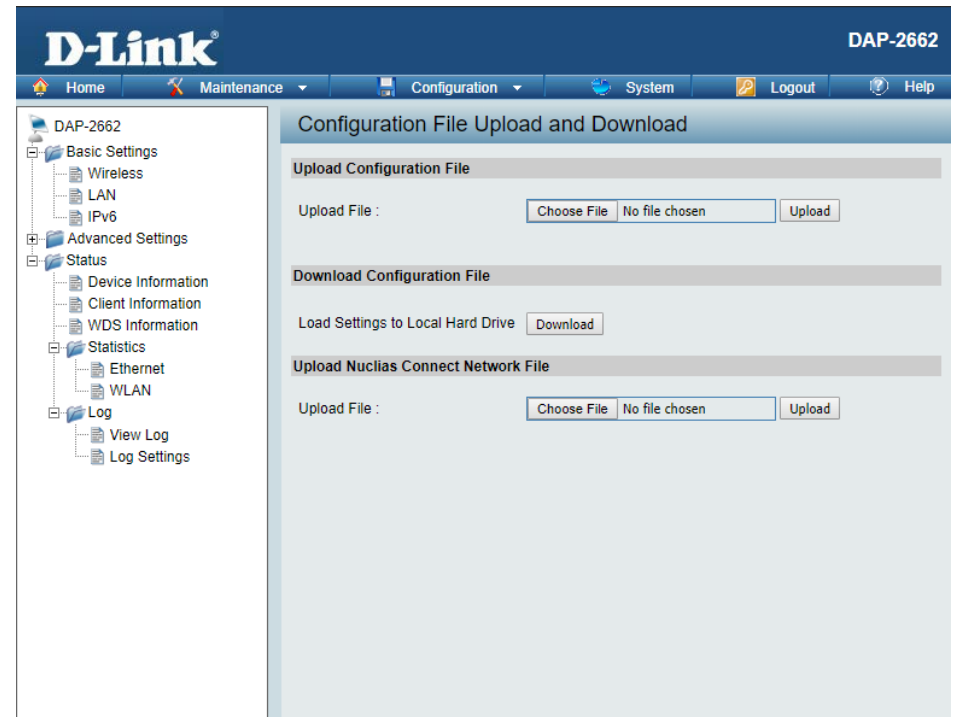 D-Link®
DAP-2662
Home Maintenance Configuration System Logout Help
DAP-2662
Basic Settings
Wireless
LAN
IPv6
Advanced Settings
Status
Device Information
Client Information
WDS Information
Statistics
Ethernet
WLAN
Log
View Log
Log Settings
Configuration File Upload and Download
Upload Configuration File
Upload File : Choose File No file chosen Upload
Download Configuration File
Load Settings to Local Hard Drive Download
Upload Nuclias Connect Network File
Upload File : Choose File No file chosen Upload